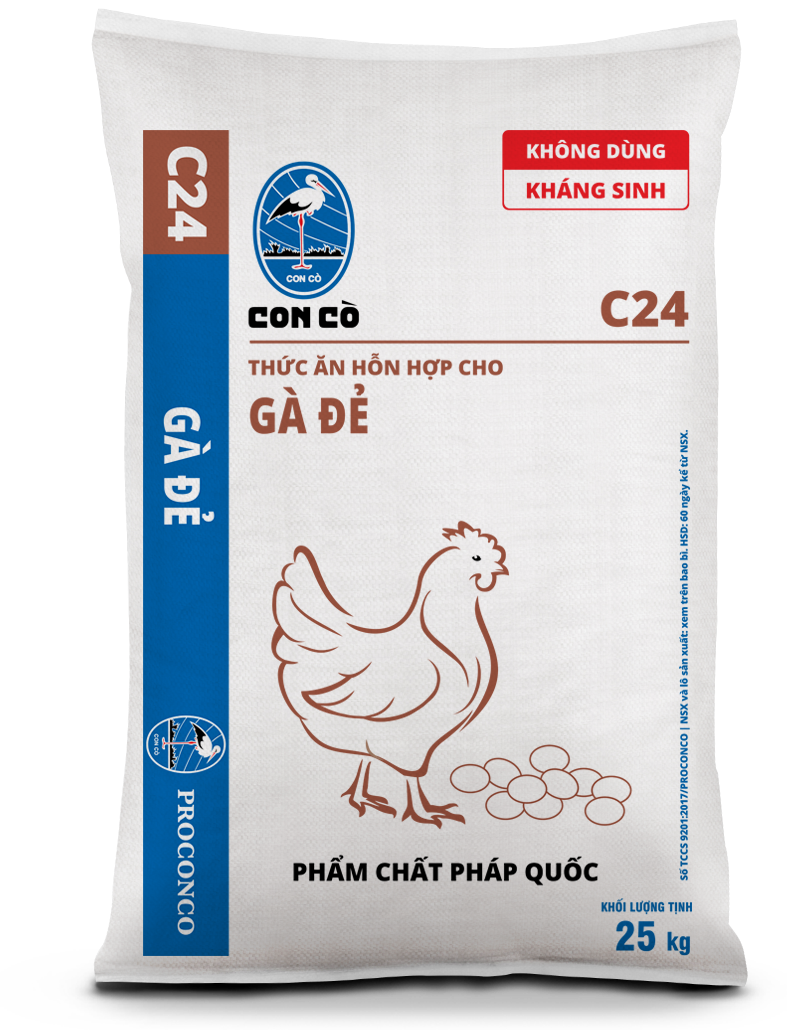 C24
GÀ ĐẺ
CON CÒ
PROCONCO
CON CÒ
CON CÒ
KHÔNG DÙNG
KHÁNG SINH
C24
THỨC ĂN HỖN HỢP CHO
GÀ ĐẺ
Số TCCS 9201:2017/PROCONCO | NSX và lô sản xuất: xem trên bao bì. HSD: 60 ngày kể từ NSX.
PHẨM CHẤT PHÁP QUỐC
KHỐI LƯỢNG TỊNH
25 kg